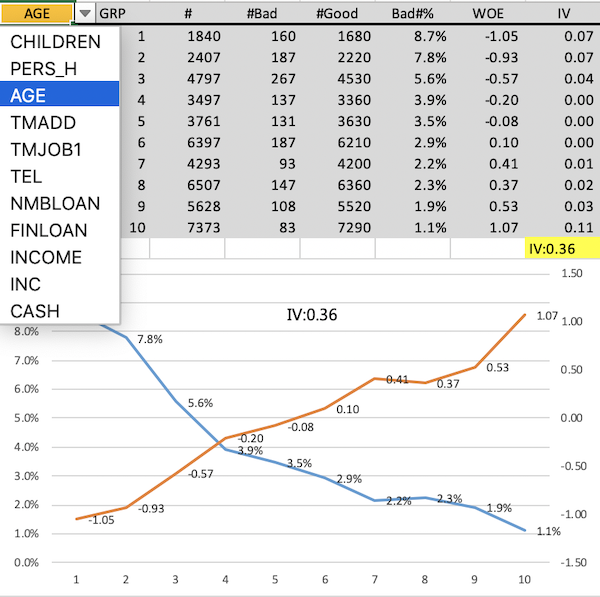 AGE GRP # #Bad #Good Bad#% WOE IV
CHILDREN 1 1840 160 1680 8.7% -1.05 0.07
PERS_H 2 2407 187 2220 7.8% -0.93 0.07
AGE 3 4797 267 4530 5.6% -0.57 0.04
TMADD 4 3497 137 3360 3.9% -0.20 0.00
TMJOB1 5 3761 131 3630 3.5% -0.08 0.00
TEL 6 6397 187 6210 2.9% 0.10 0.00
NMBLOAN 7 4293 93 4200 2.2% 0.41 0.01
FINLOAN 8 6507 147 6360 2.3% 0.37 0.02
INCOME 9 5628 108 5520 1.9% 0.53 0.03
INC 10 7373 83 7290 1.1% 1.07 0.11
CASH
IV:0.36
IV:0.36
1.50
8.0% 7.8% 1.07 1.00
7.0%
6.0% 5.6% 0.41 0.37 0.53 0.50
5.0% 0.10 0.00
4.0% -0.20 -0.08
3.9%
3.0% -0.57 3.5% 2.9% -0.50
2.0% -0.93 2.2% 2.3% 1.9%
1.0% -1.05 1.1% -1.00
0.0% -1.50
1 2 3 4 5 6 7 8 9 10